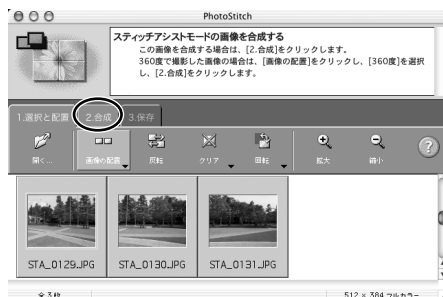 PhotoStitch
スティッチアシストモードの画像を合成する
この画像を合成する場合は、[2.合成]をクリックします。
360度で撮影した画像の場合は、[画像の配置]をクリックし、[360度]を選択
し、[2.合成]をクリックします。
1.選択と配置 2.合成 3.保存
開く... 画像の配置 反転 クリア 回転 拡大 縮小 ?
STA_0129.JPG STA_0130.JPG STA_0131.JPG
全3枚 512 × 384 フルカラー